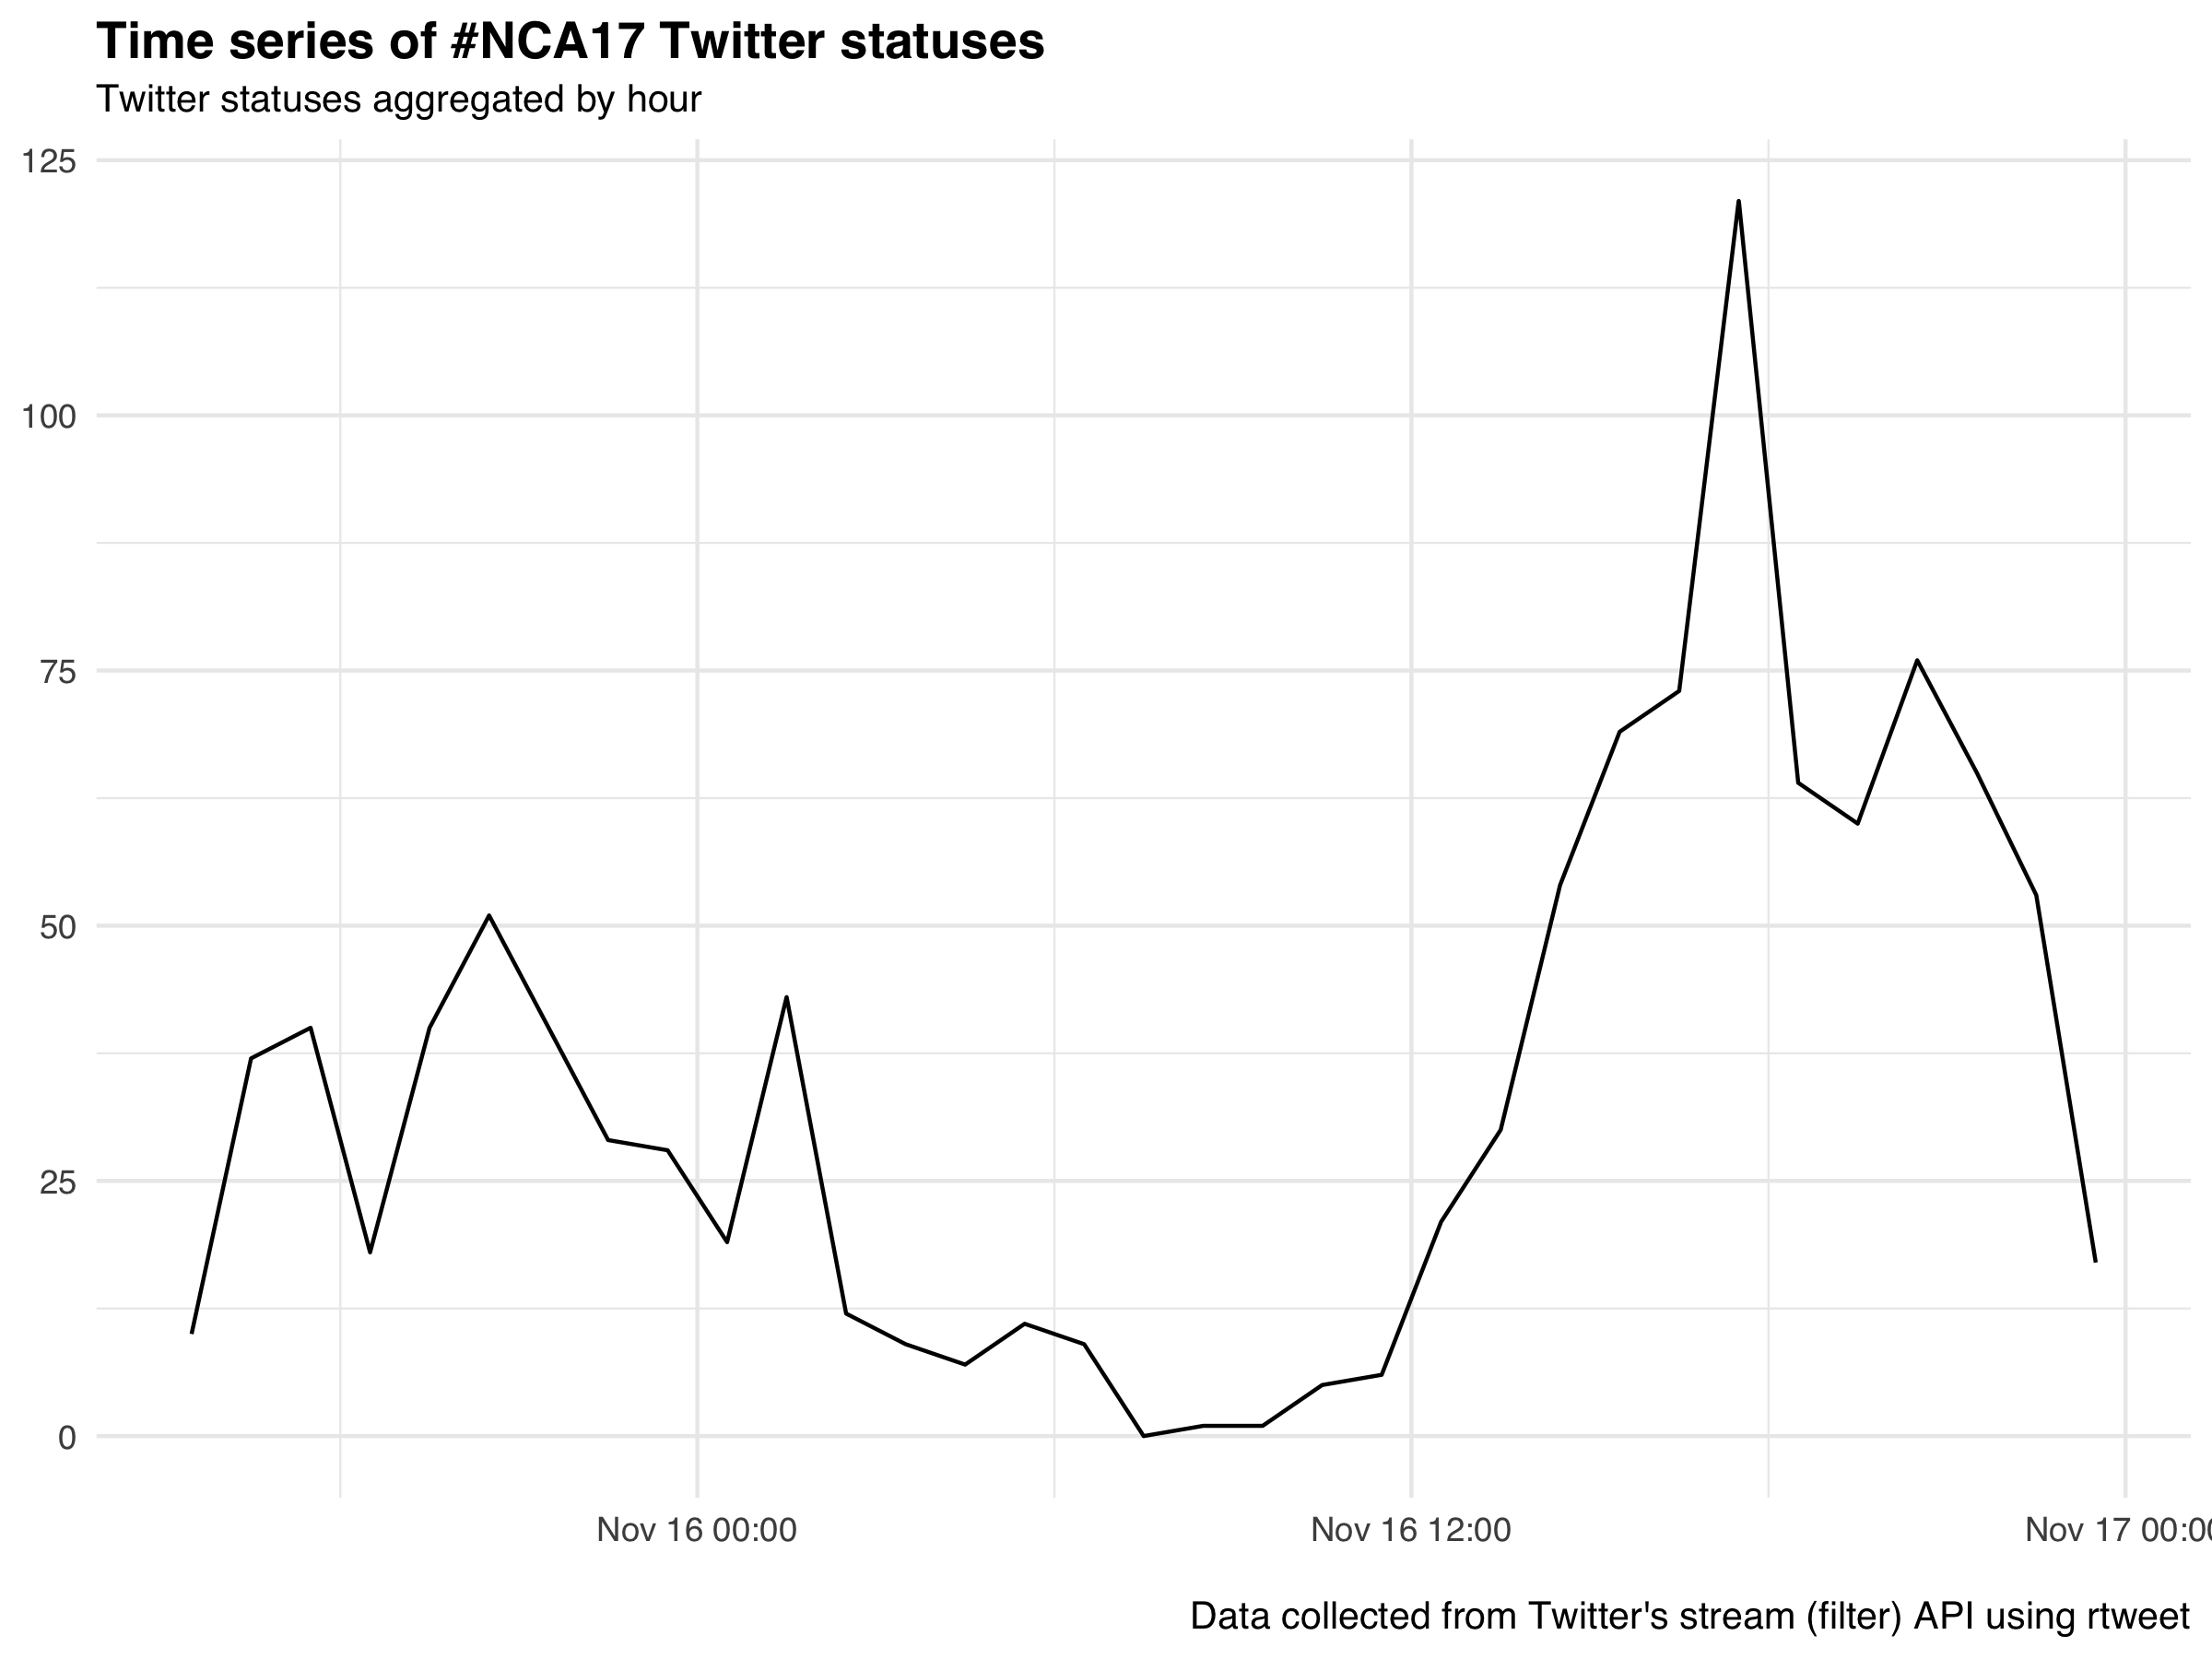 Time series of #NCA17 Twitter statuses
Twitter statuses aggregated by hour
125
100
75
50
25
0
Nov 16 00:00
Nov 16 12:00
Nov 17 00:00
Data collected from Twitter's stream (filter) API using rtweet